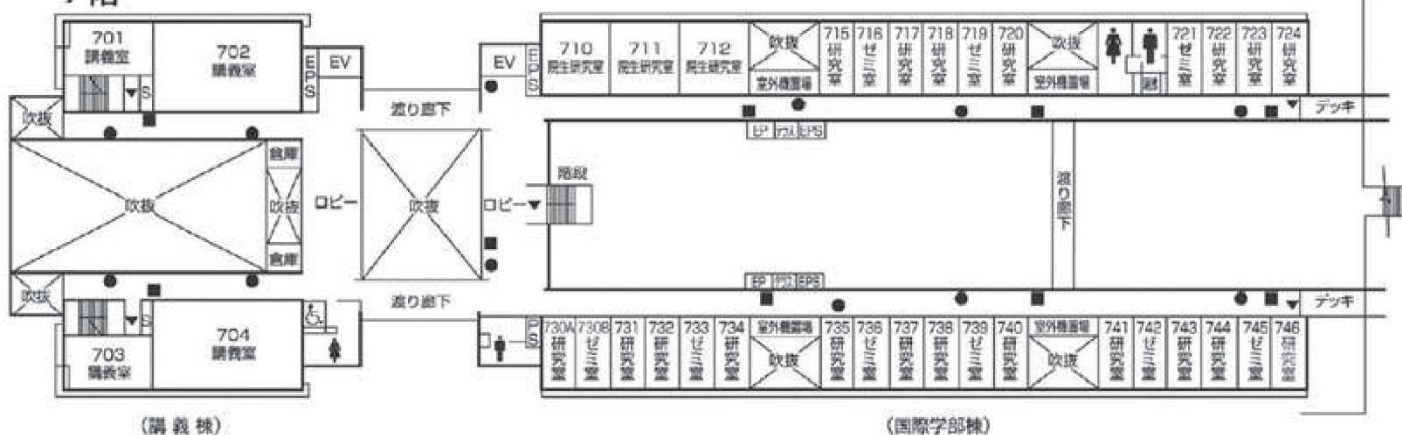 7階
701
講義室
702
講義室
EPS
EV
EV
EPS
710
院生研究室
711
院生研究室
712
院生研究室
吹抜
室外機置場
715
研究室
716
ゼミ室
717
研究室
718
研究室
719
ゼミ室
720
研究室
吹抜
室外機置場
721
ゼミ室
722
研究室
723
研究室
724
研究室
S
吹抜
渡り廊下
デッキ
EP
EPS
倉庫
吹抜
吹抜
倉庫
ロビー
吹抜
ロビー
階段
渡り廊下
吹抜
EP
EPS
渡り廊下
デッキ
S
703
講義室
704
講義室
PS
730A
研究室
730B
ゼミ室
731
研究室
732
研究室
733
ゼミ室
734
研究室
室外機置場
吹抜
735
研究室
736
ゼミ室
737
研究室
738
研究室
739
ゼミ室
740
研究室
室外機置場
吹抜
741
研究室
742
ゼミ室
743
研究室
744
研究室
745
ゼミ室
746
研究室
(講義棟)
(国際学部棟)